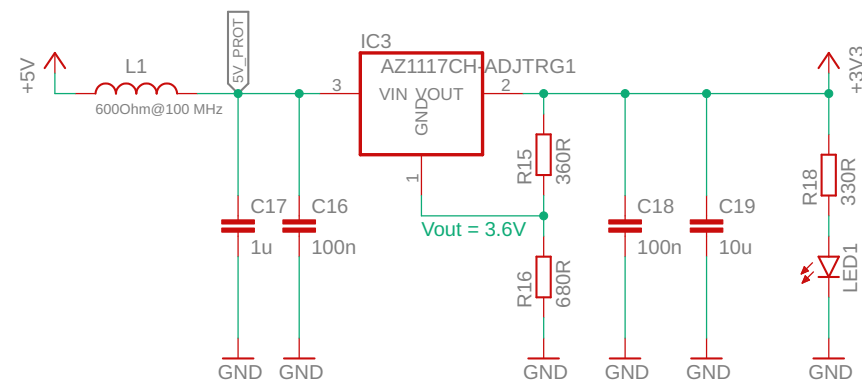 +5V
L1
600Ohm@100 MHz
5V_PROT
IC3
AZ1117CH-ADJTRG1
3
VIN VOUT
GND
2
1
+3V3
R15
360R
Vout = 3.6V
R16
680R
C17
1u
C16
100n
C18
100n
C19
10u
R18
330R
LED1
GND
GND
GND
GND
GND
GND